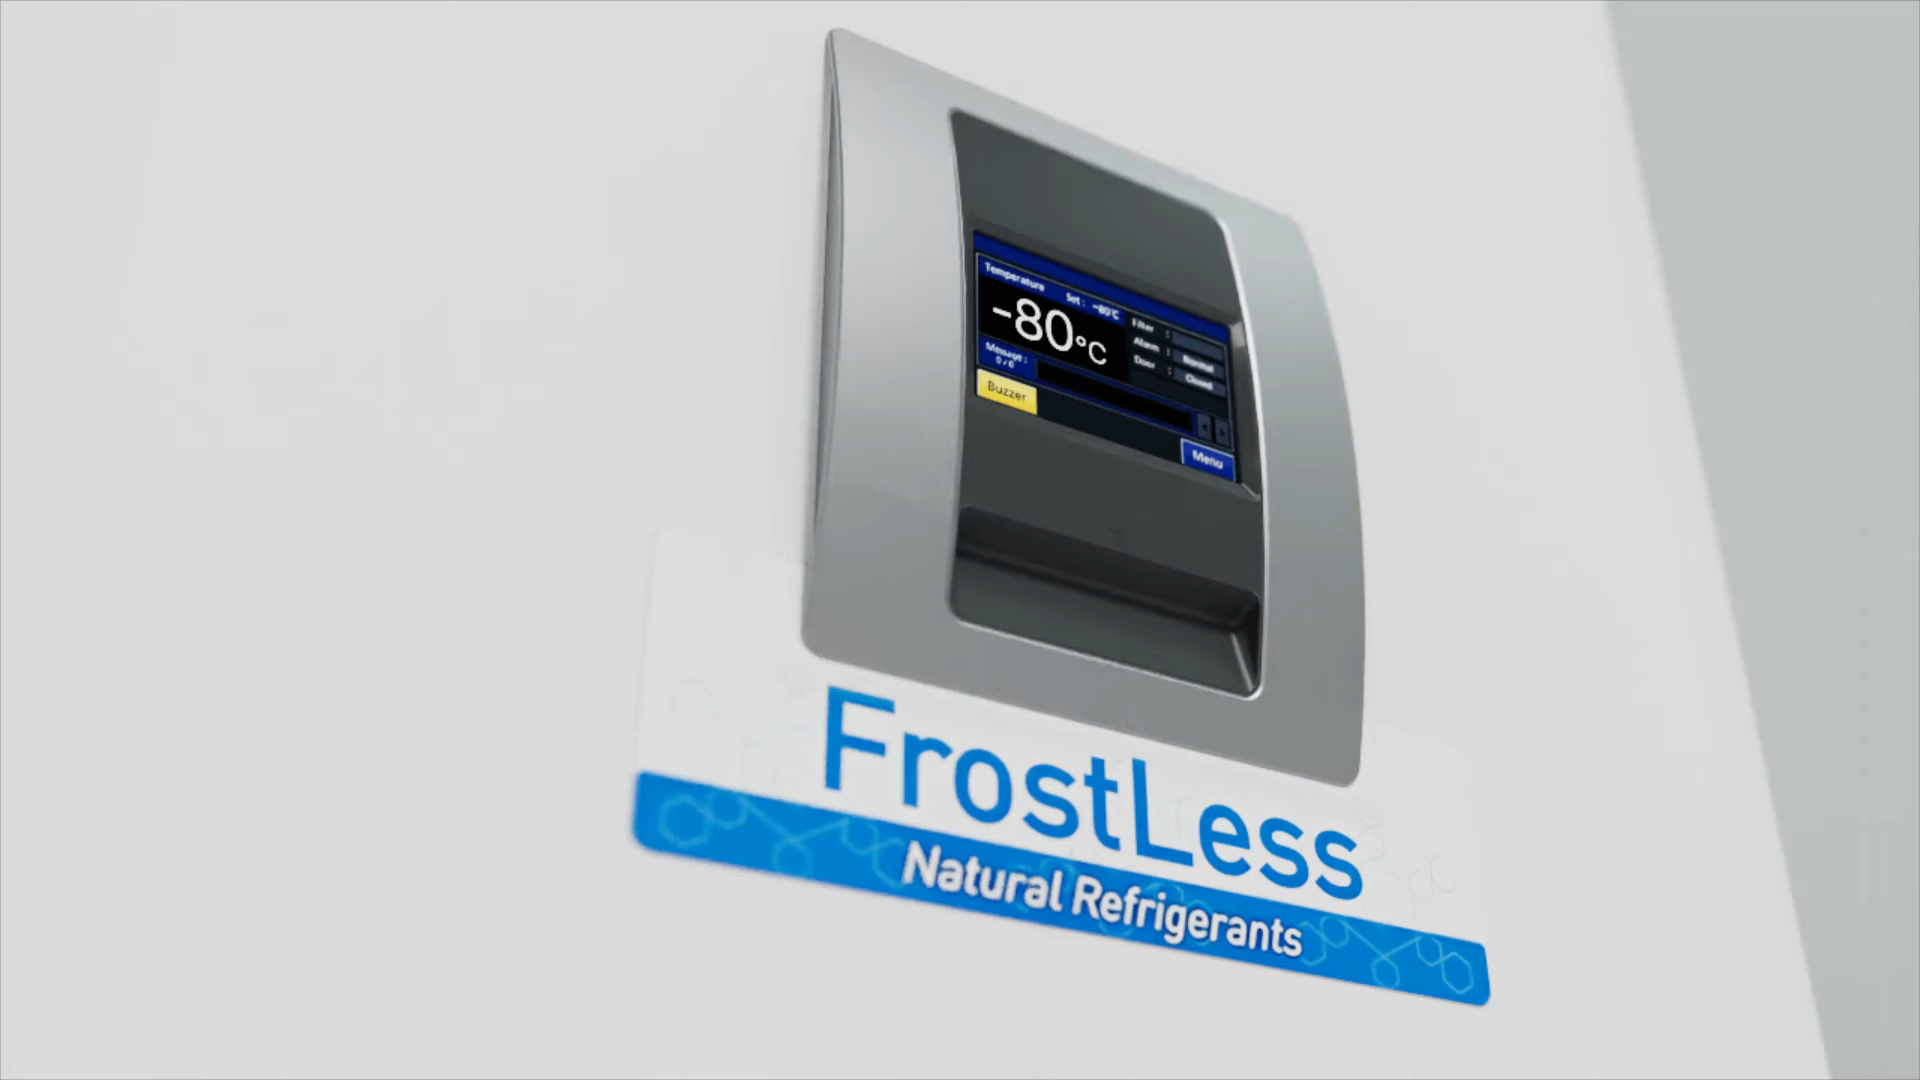 Temperature Set : -80°C
-80°C
Filter :
Alarm : Normal
Door : Closed
Message :
0 / 0
Buzzer
Menu
FrostLess
Natural Refrigerants